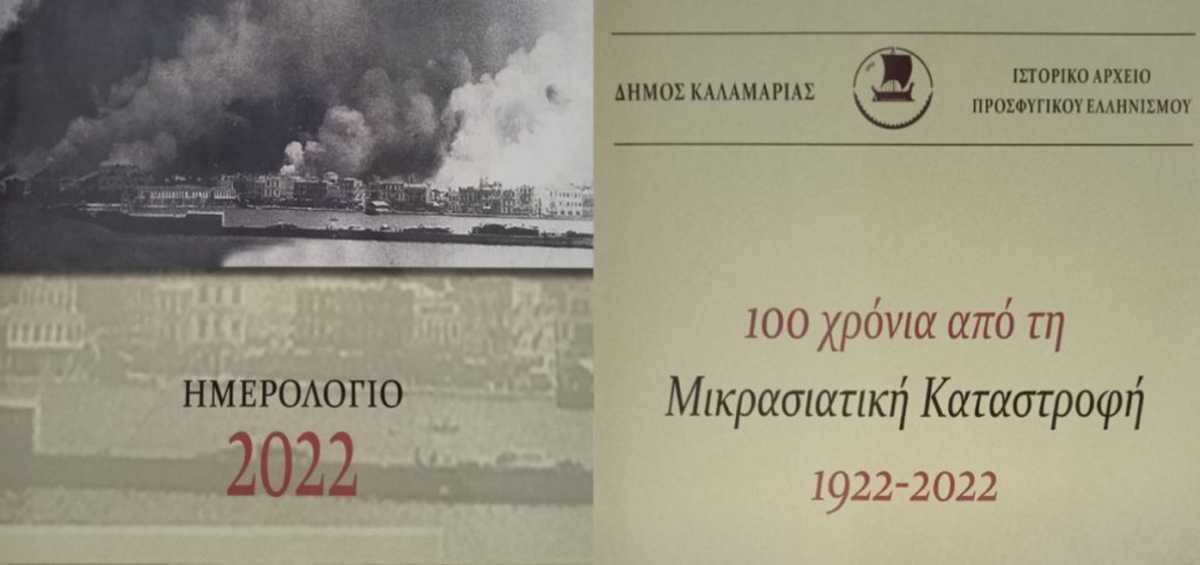 ΗΜΕΡΟΛΟΓΙΟ
2022
ΔΗΜΟΣ ΚΑΛΑΜΑΡΙΑΣ
ΙΣΤΟΡΙΚΟ ΑΡΧΕΙΟ
ΠΡΟΣΦΥΓΙΚΟΥ ΕΛΛΗΝΙΣΜΟΥ
100 χρόνια από τη
Μικρασιατική Καταστροφή
1922-2022